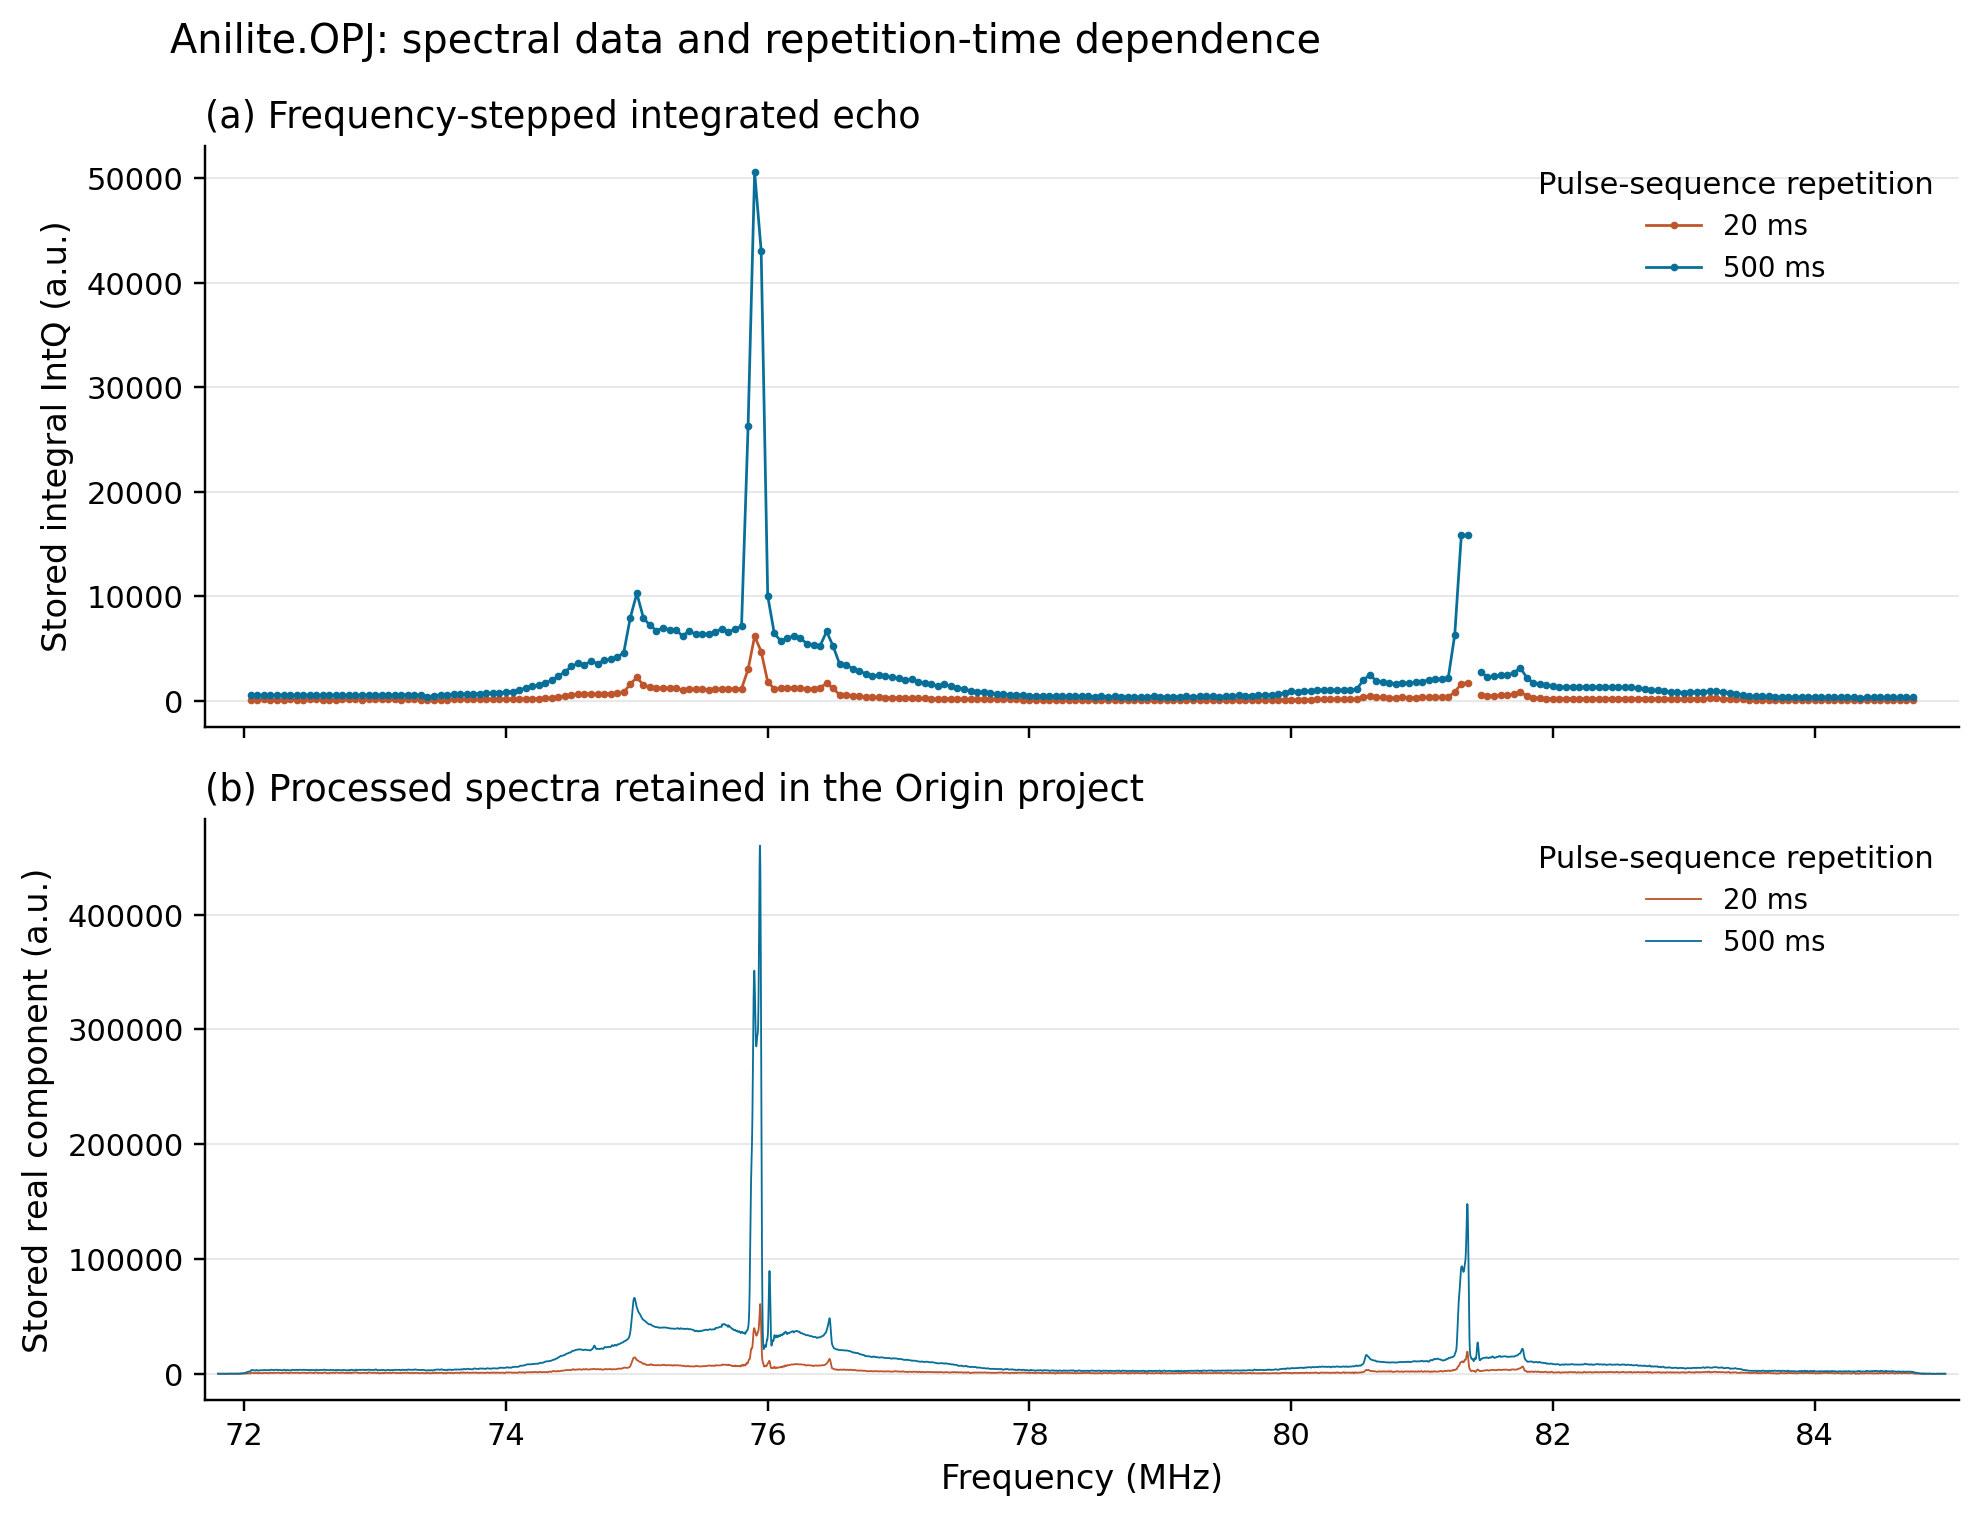 Anilite.OPJ: spectral data and repetition-time dependence
(a) Frequency-stepped integrated echo
Stored integral IntQ (a.u.)
50000
40000
30000
20000
10000
0
Pulse-sequence repetition
20 ms
500 ms
(b) Processed spectra retained in the Origin project
Stored real component (a.u.)
400000
300000
200000
100000
0
Pulse-sequence repetition
20 ms
500 ms
72 74 76 78 80 82 84
Frequency (MHz)